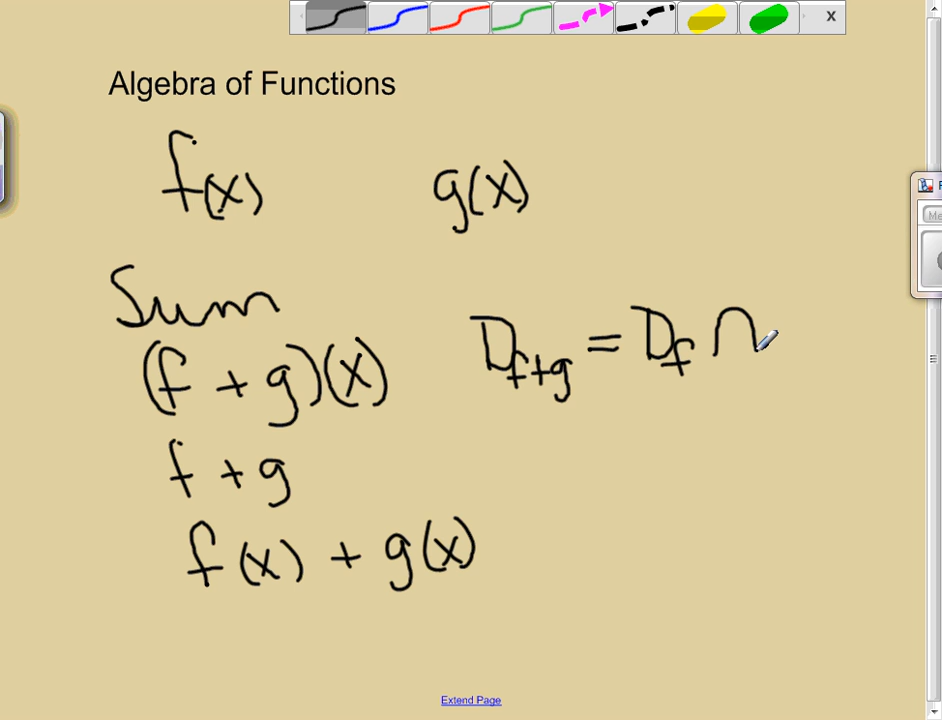 x
Algebra of Functions
f(x) g(x)
Sum
(f + g)(x) D_{f+g} = D_f ∩
f + g
f(x) + g(x)
Extend Page